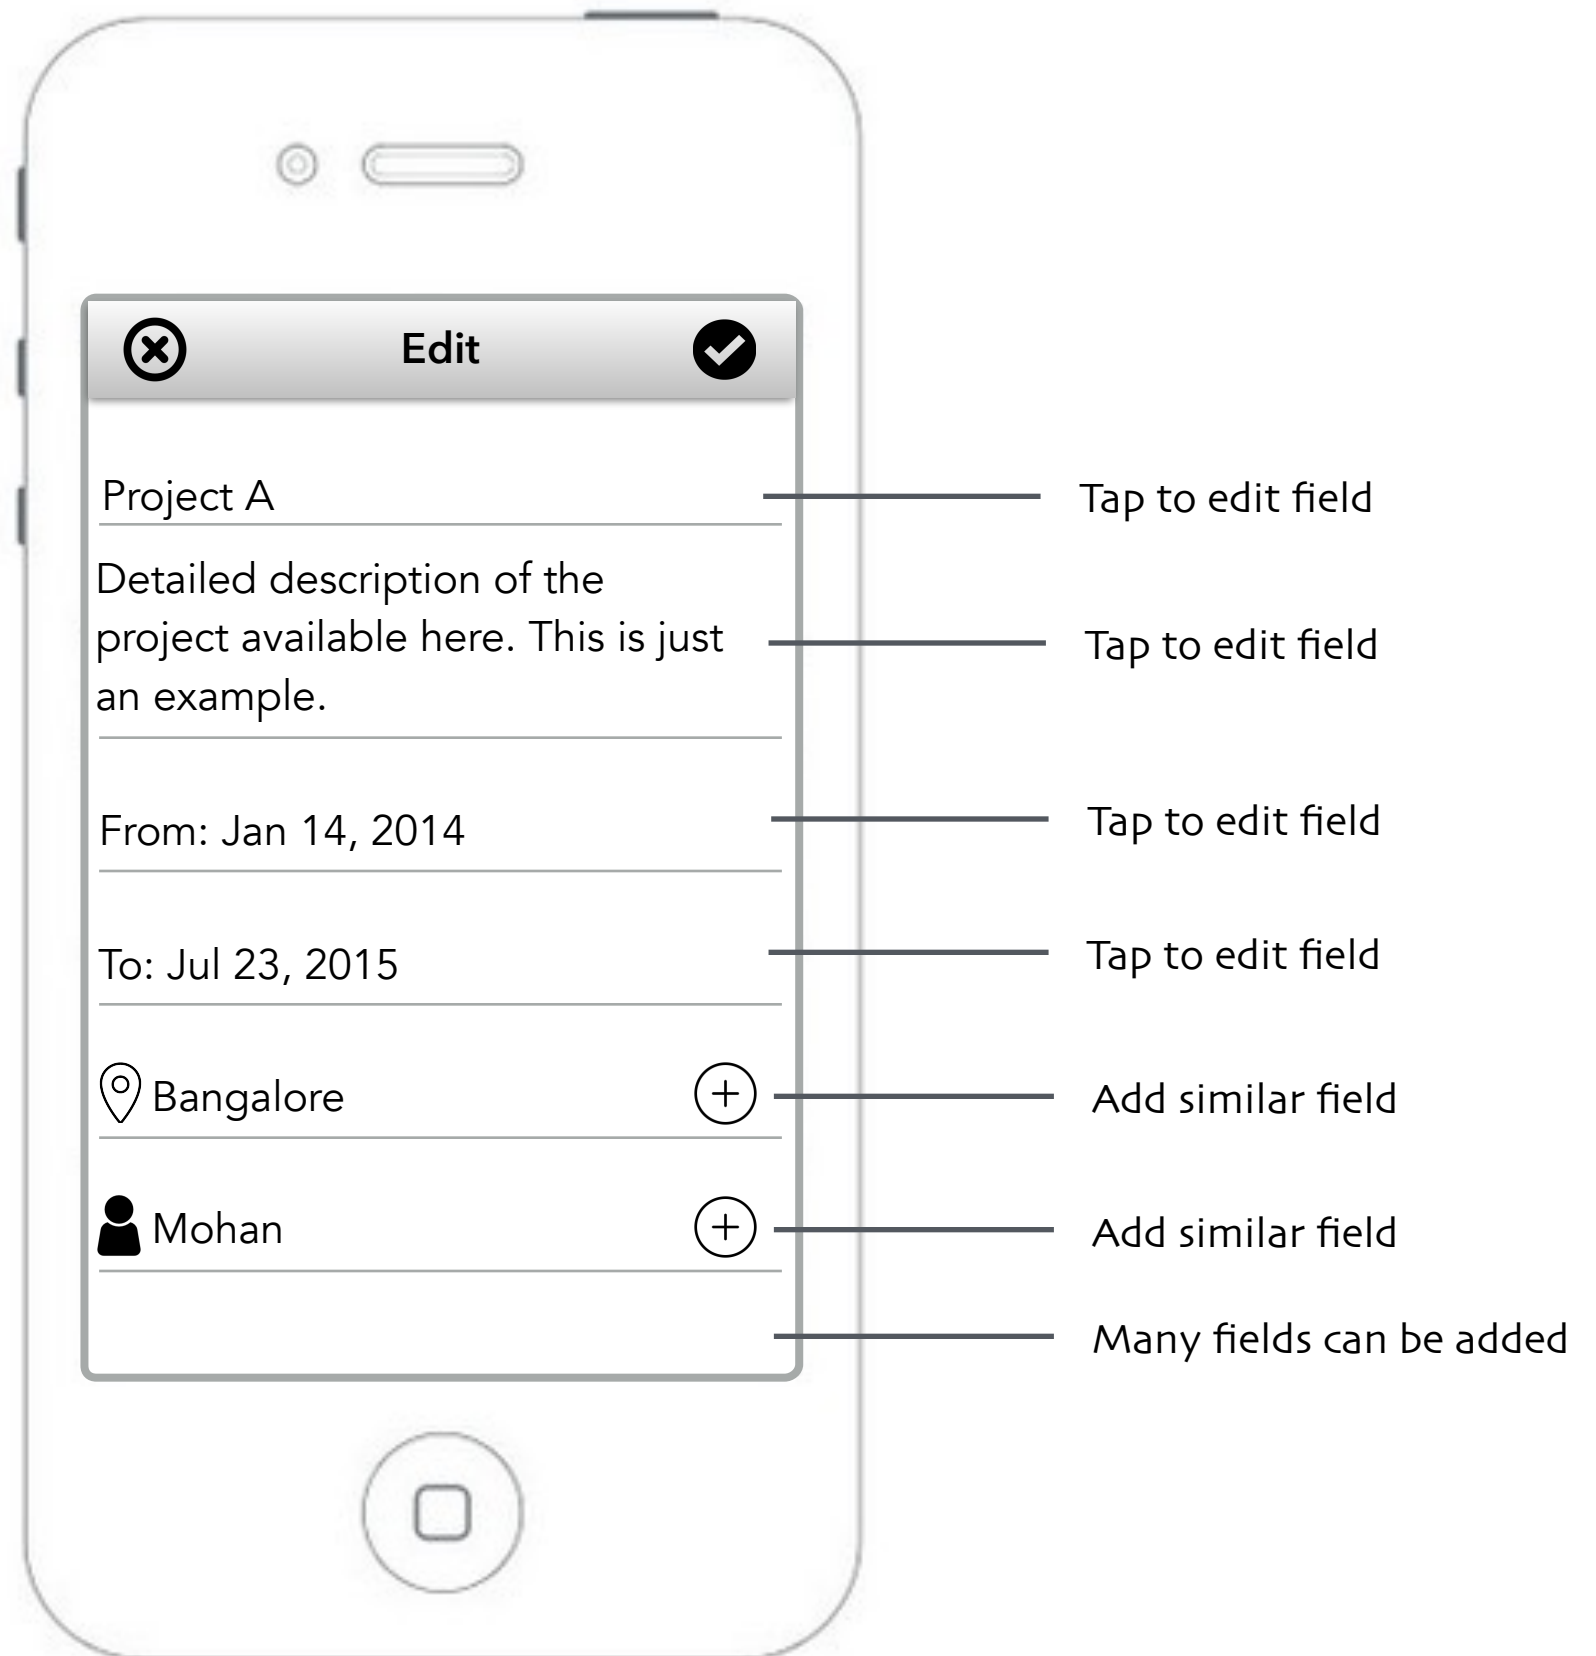 Edit
Project A
Tap to edit field
Detailed description of the
project available here. This is just
an example.
Tap to edit field
From: Jan 14, 2014
Tap to edit field
To: Jul 23, 2015
Tap to edit field
Bangalore
Add similar field
Mohan
Add similar field
Many fields can be added